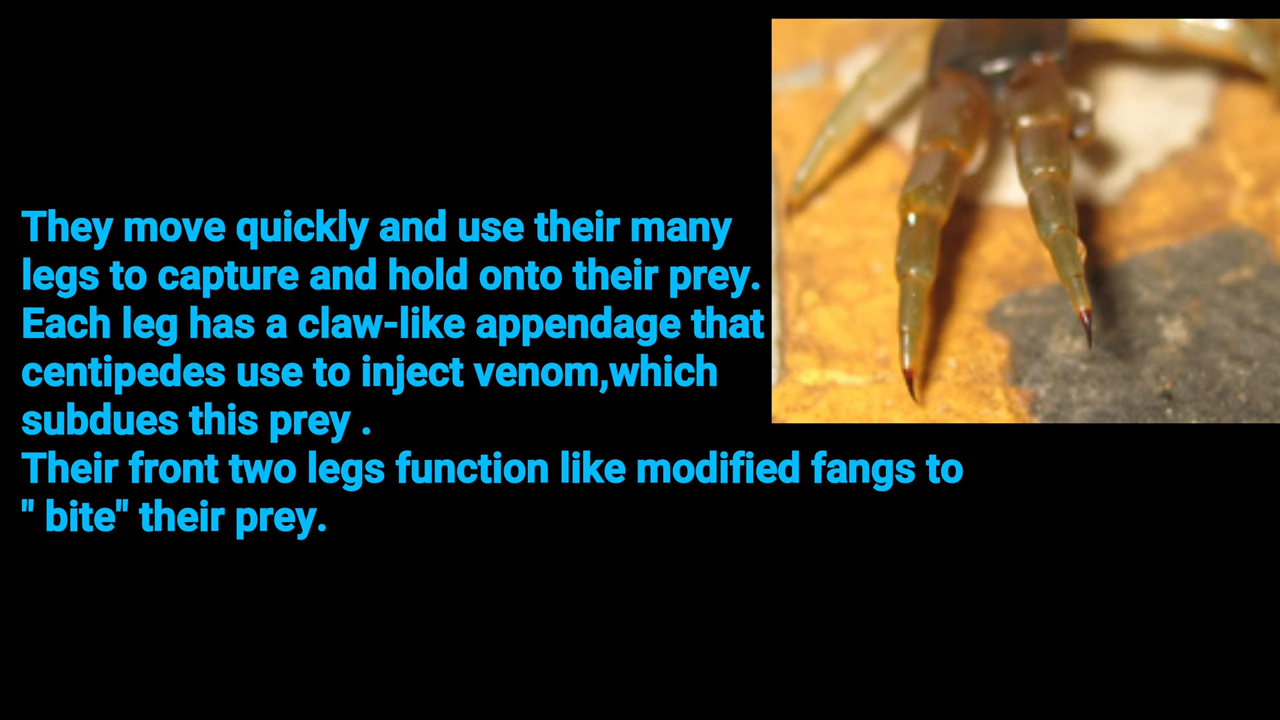 They move quickly and use their many
legs to capture and hold onto their prey.
Each leg has a claw-like appendage that
centipedes use to inject venom,which
subdues this prey .
Their front two legs function like modified fangs to
" bite" their prey.